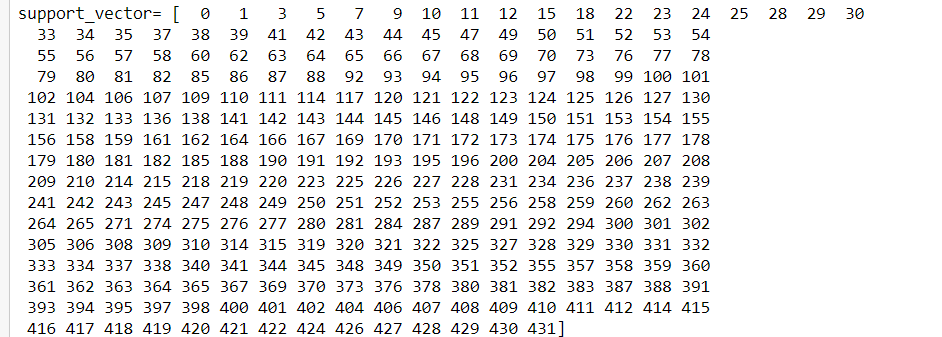 support_vector= [  0   1   3   5   7   9  10  11  12  15  18  22  23  24  25  28  29  30
  33  34  35  37  38  39  41  42  43  44  45  47  49  50  51  52  53  54
  55  56  57  58  60  62  63  64  65  66  67  68  69  70  73  76  77  78
  79  80  81  82  85  86  87  88  92  93  94  95  96  97  98  99 100 101
 102 104 106 107 109 110 111 114 117 120 121 122 123 124 125 126 127 130
 131 132 133 136 138 141 142 143 144 145 146 148 149 150 151 153 154 155
 156 158 159 161 162 164 166 167 169 170 171 172 173 174 175 176 177 178
 179 180 181 182 185 188 190 191 192 193 195 196 200 204 205 206 207 208
 209 210 214 215 218 219 220 223 225 226 227 228 231 234 236 237 238 239
 241 242 243 245 247 248 249 250 251 252 253 255 256 258 259 260 262 263
 264 265 271 274 275 276 277 280 281 284 287 289 291 292 294 300 301 302
 305 306 308 309 310 314 315 319 320 321 322 325 327 328 329 330 331 332
 333 334 337 338 340 341 344 345 348 349 350 351 352 355 357 358 359 360
 361 362 363 364 365 367 369 370 373 376 378 380 381 382 383 387 388 391
 393 394 395 397 398 400 401 402 404 406 407 408 409 410 411 412 414 415
 416 417 418 419 420 421 422 424 426 427 428 429 430 431]